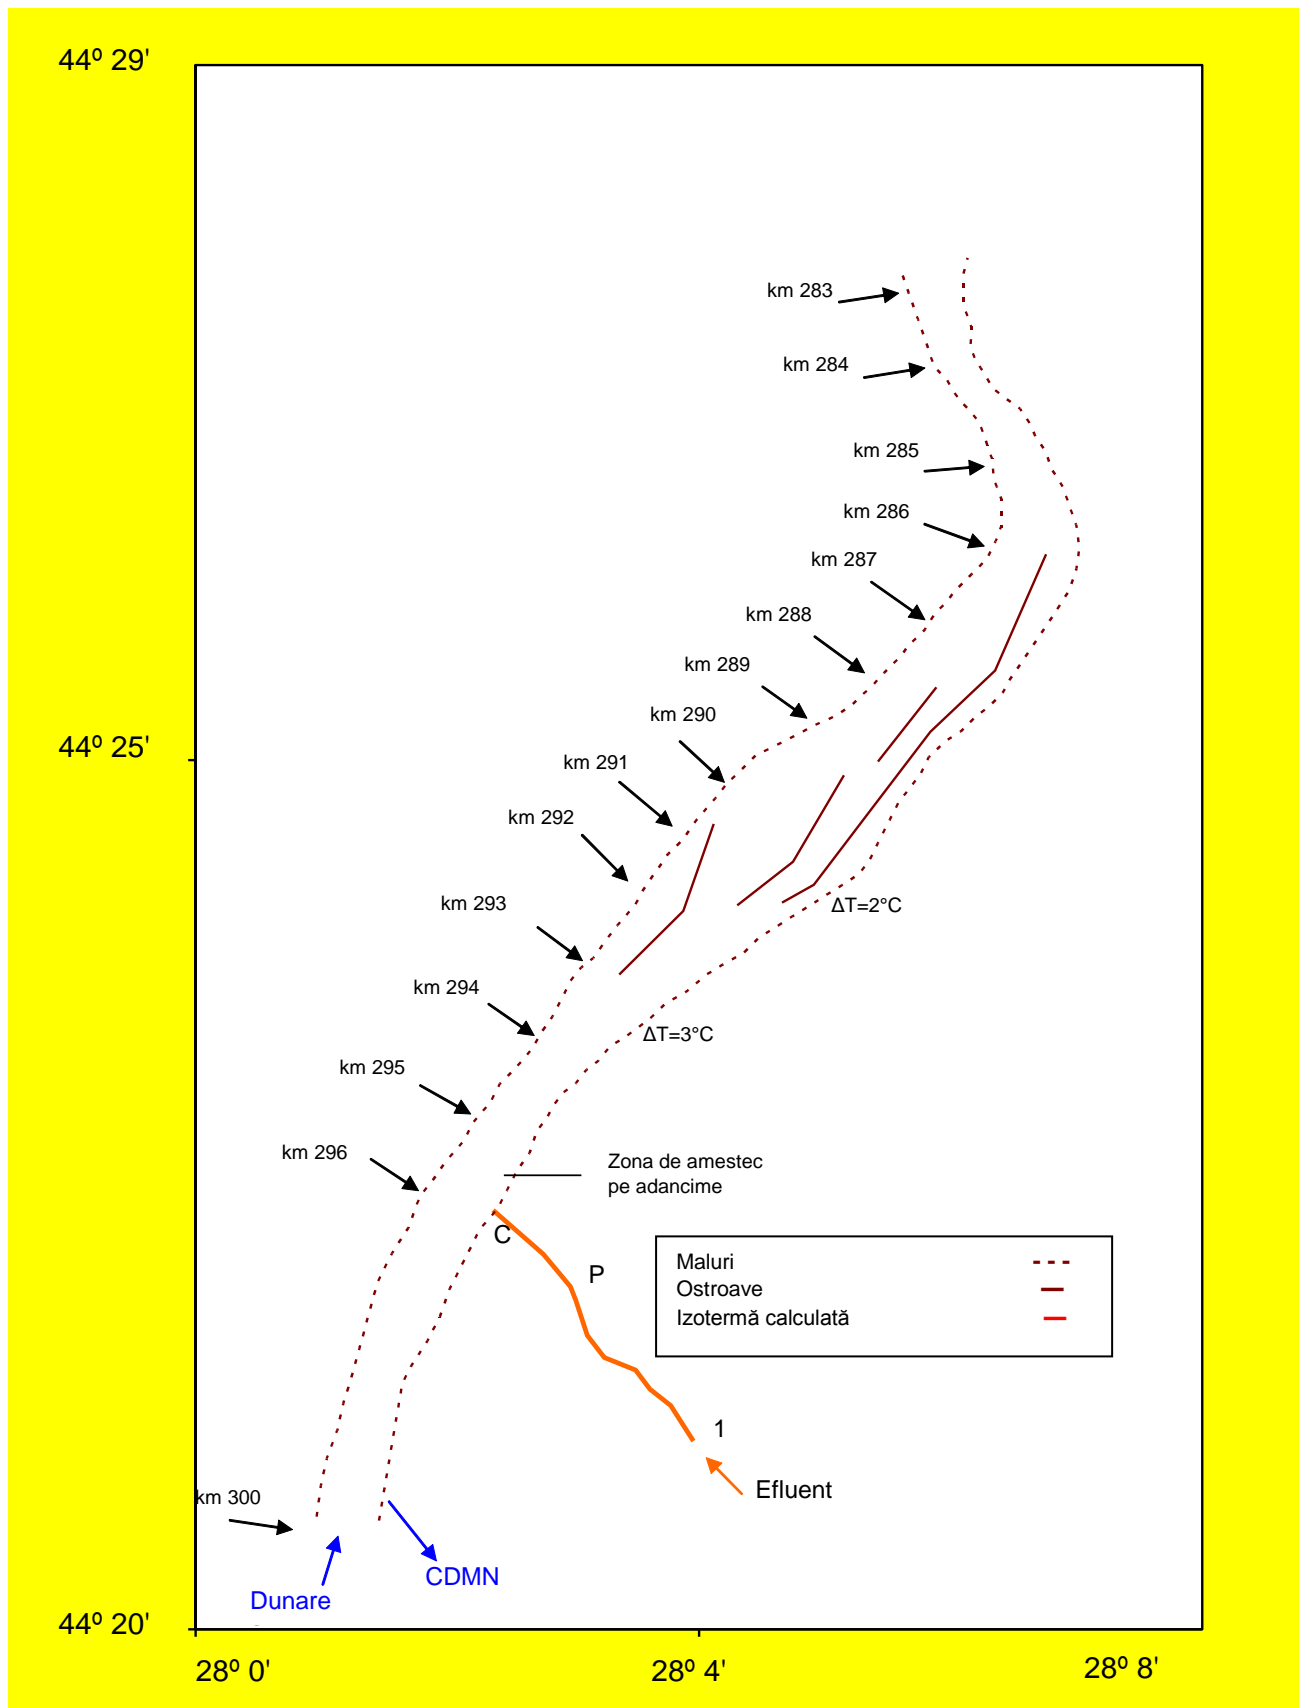 44º 29'
km 283
km 284
km 285
km 286
km 287
km 288
km 289
km 290
44º 25'
km 291
km 292
km 293
ΔT=2°C
km 294
ΔT=3°C
km 295
km 296
Zona de amestec
pe adancime
C
P
Maluri
Ostroave
Izotermă calculată
1
Efluent
km 300
CDMN
Dunare
44º 20'
28º 0'
28º 4'
28º 8'